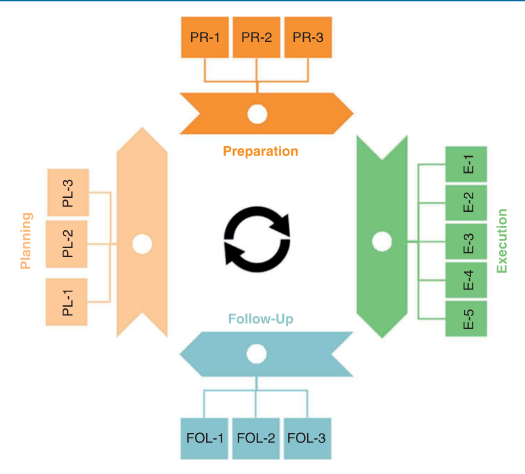 PR-1
PR-2
PR-3
Preparation
Planning
PL-3
PL-2
PL-1
E-1
E-2
E-3
E-4
E-5
Execution
Follow-Up
FOL-1
FOL-2
FOL-3